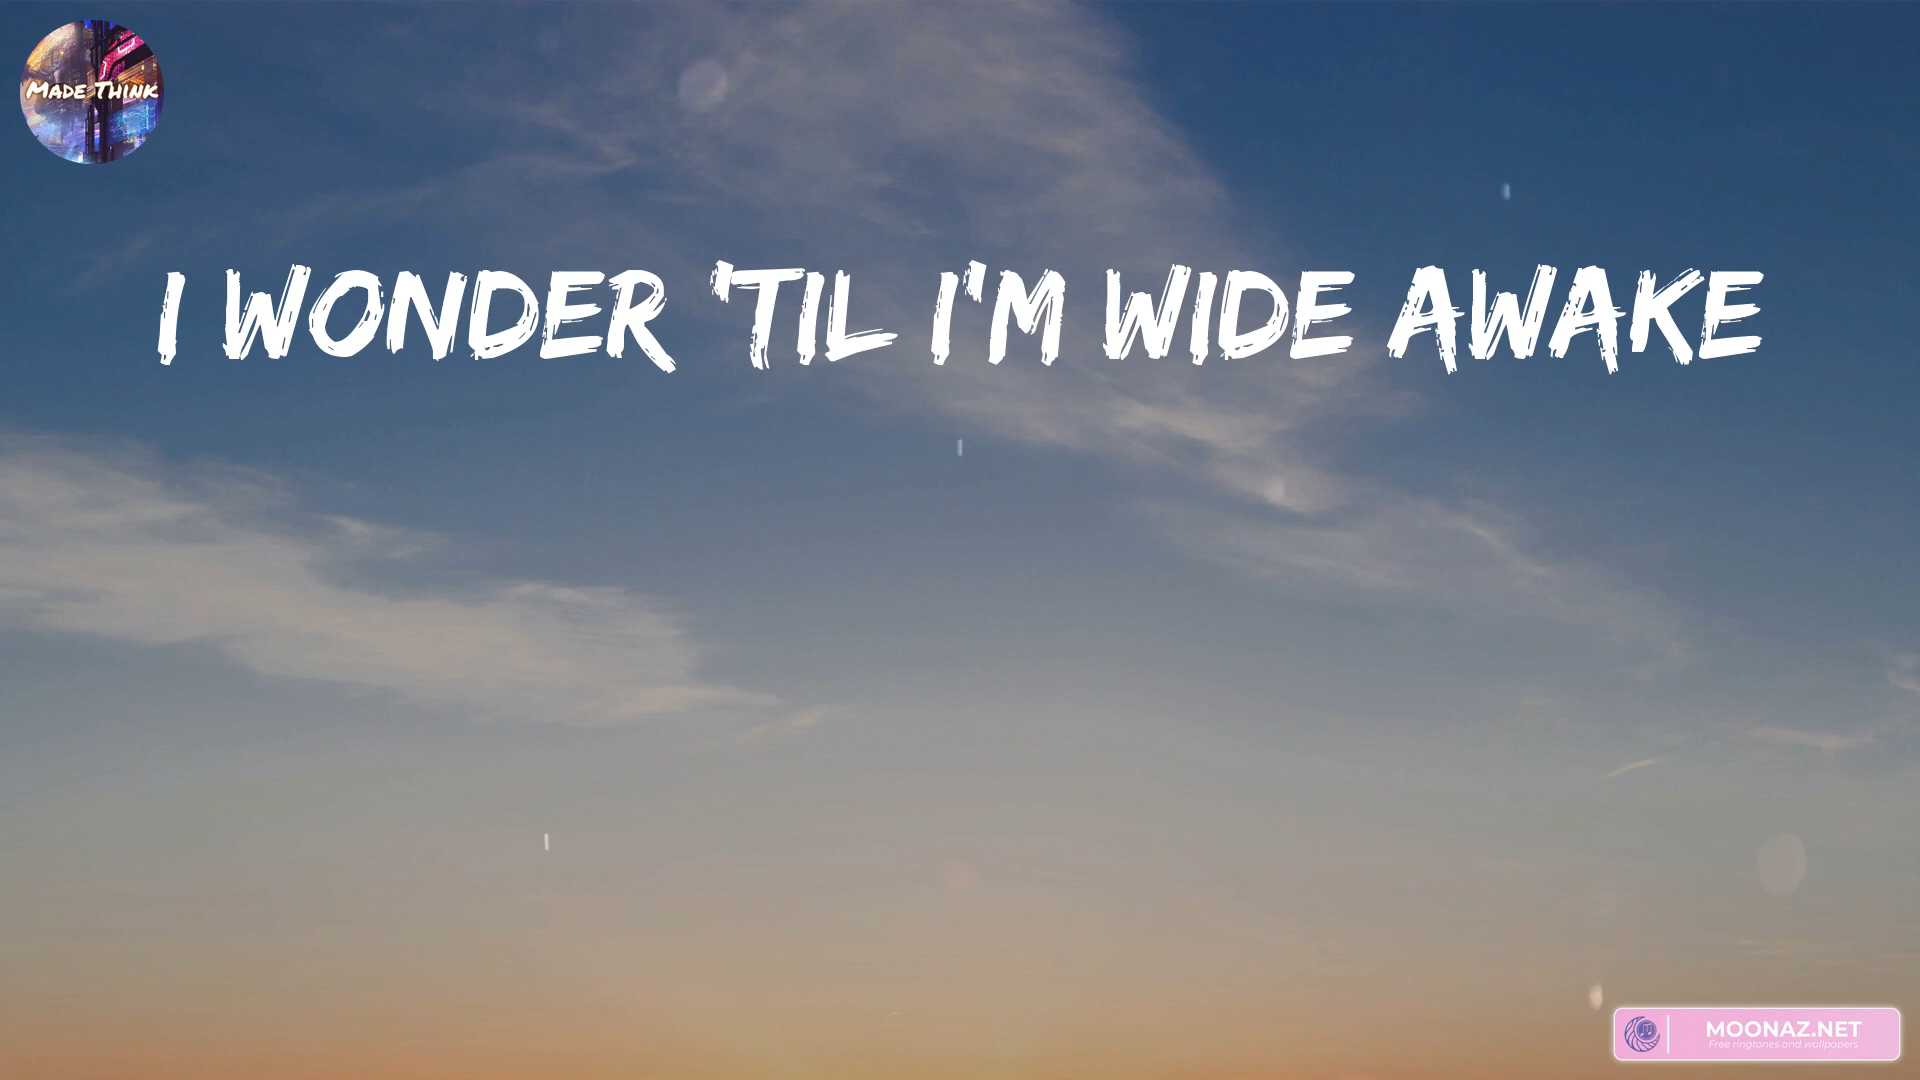 Made Think
I WONDER 'TIL I'M WIDE AWAKE
MOONAZ.NET
Free ringtones and wallpapers